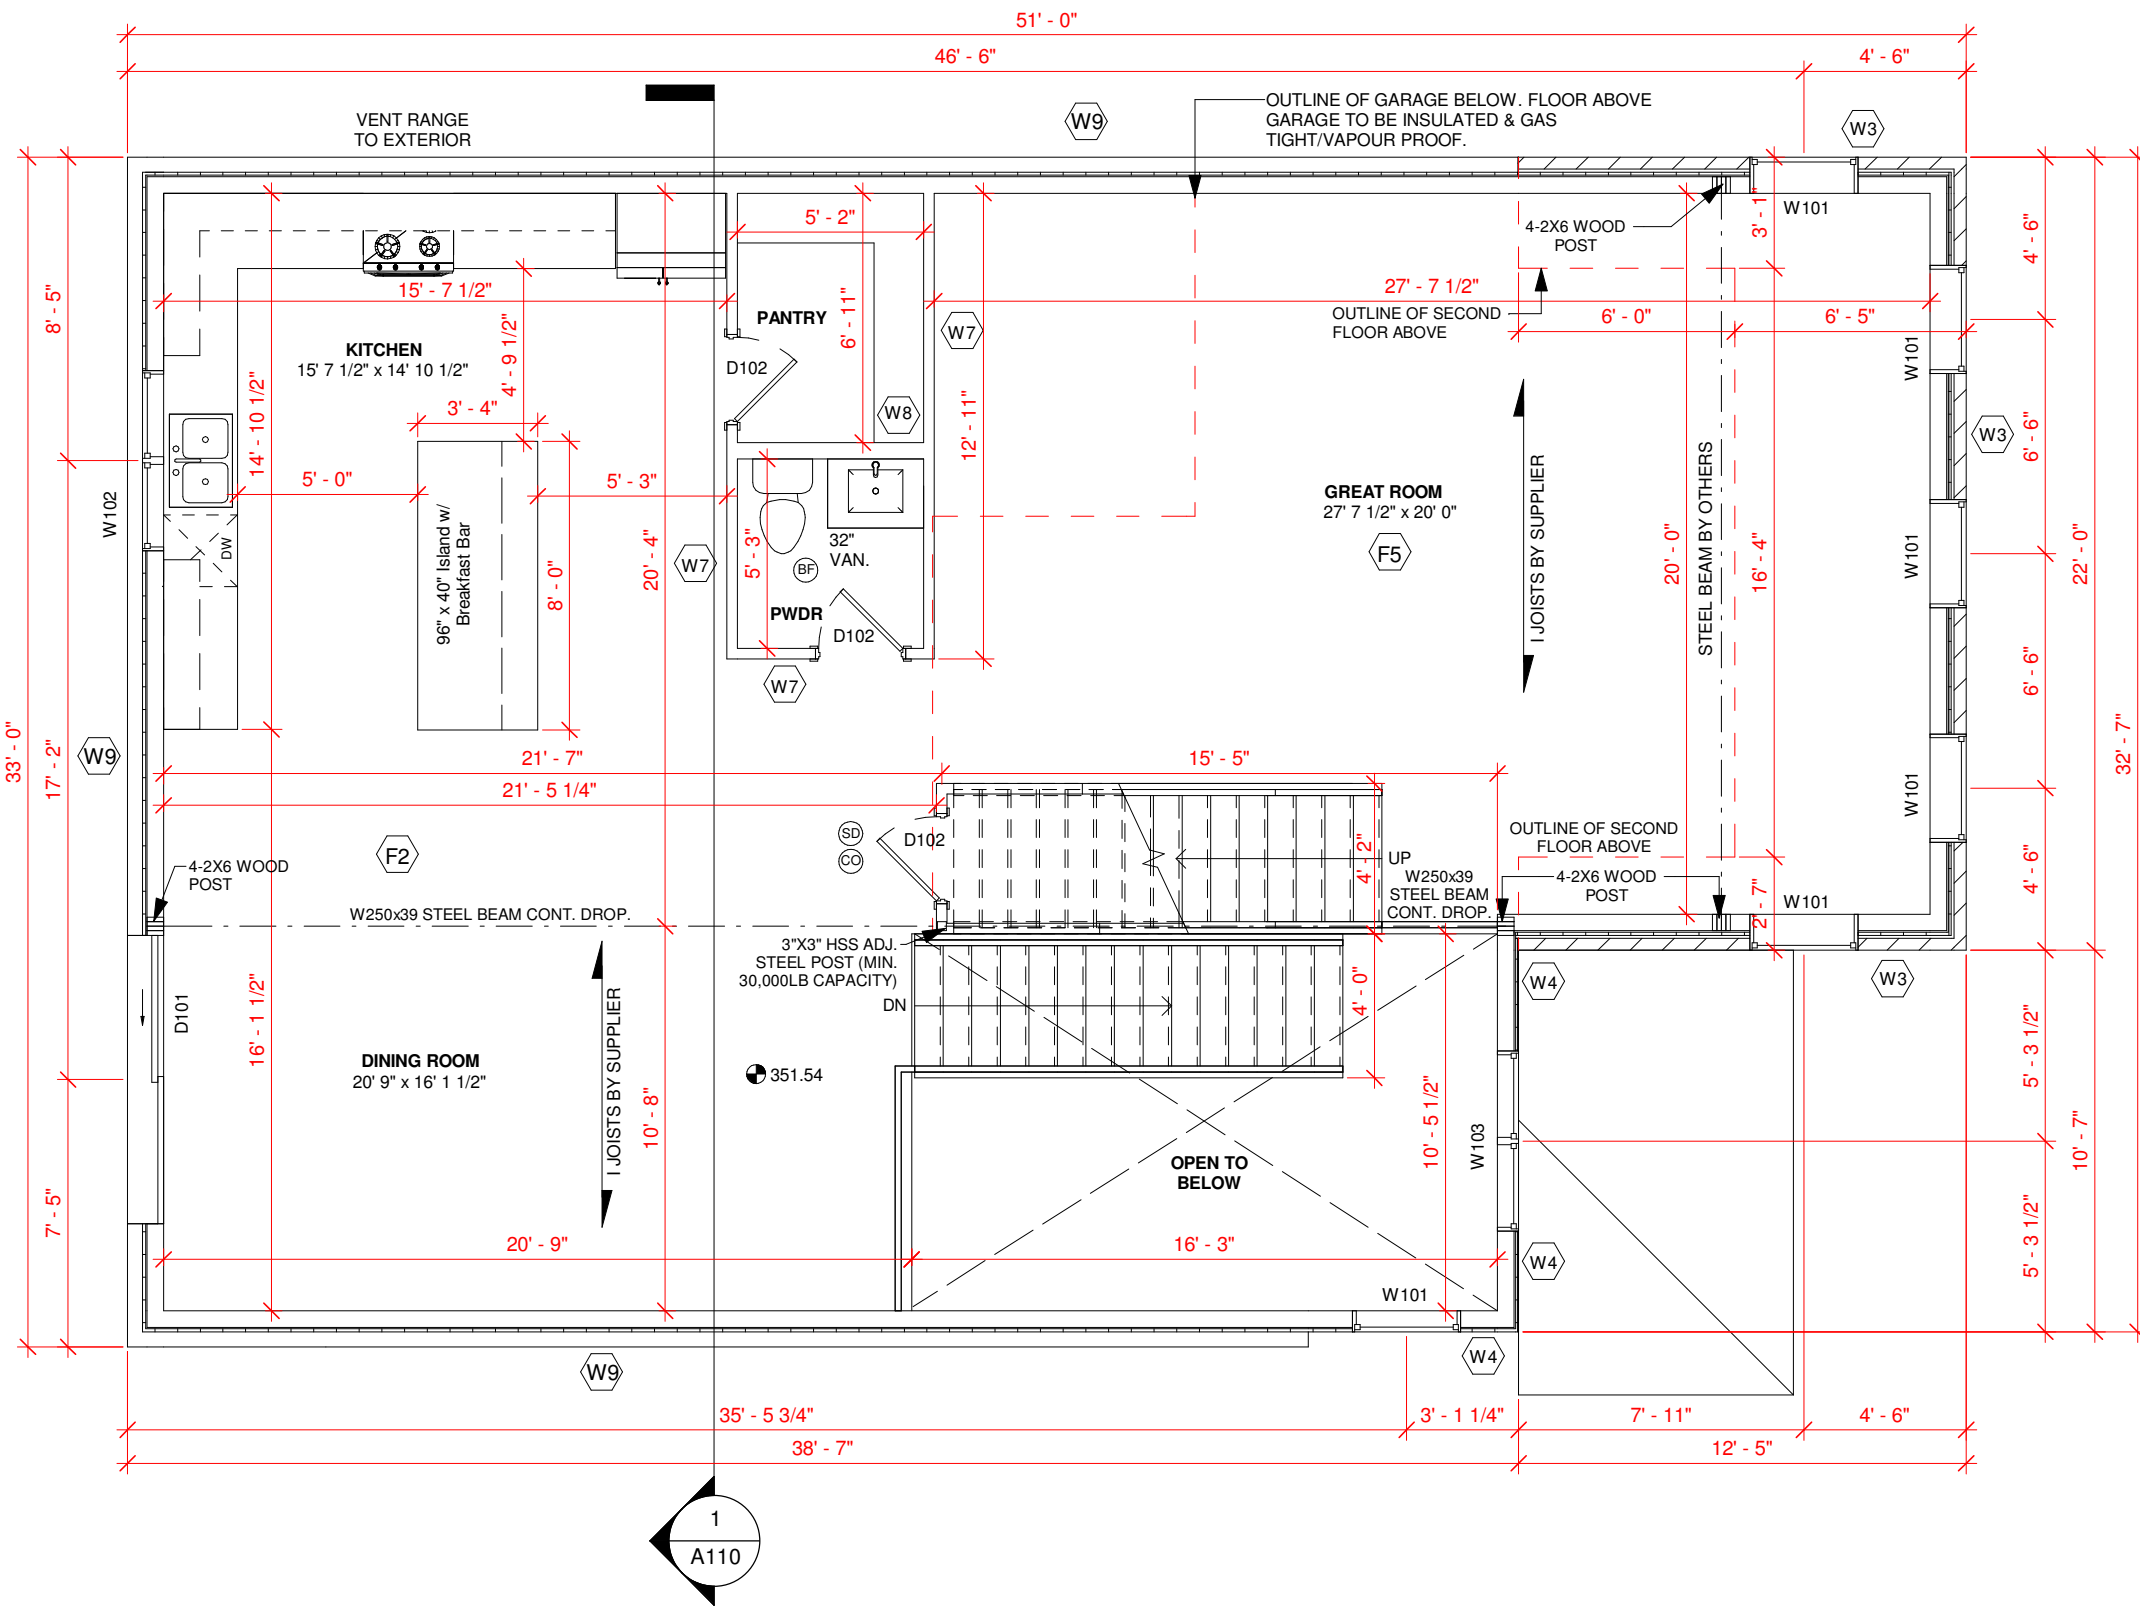 51' - 0"
46' - 6"
4' - 6"
VENT RANGE
TO EXTERIOR
W9
OUTLINE OF GARAGE BELOW. FLOOR ABOVE
GARAGE TO BE INSULATED & GAS
TIGHT/VAPOUR PROOF.
W3
5' - 2"
4-2X6 WOOD
POST
3' - 1"
W101
4' - 6"
8' - 5"
15' - 7 1/2"
27' - 7 1/2"
PANTRY
6' - 11"
W7
OUTLINE OF SECOND
FLOOR ABOVE
6' - 0"
6' - 5"
KITCHEN
15' 7 1/2" x 14' 10 1/2"
4' - 9 1/2"
D102
W101
3' - 4"
W8
14' - 10 1/2"
12' - 11"
W3
6' - 6"
5' - 0"
5' - 3"
W102
GREAT ROOM
27' 7 1/2" x 20' 0"
F5
I JOISTS BY SUPPLIER
STEEL BEAM BY OTHERS
DW
96" x 40" Island w/
Breakfast Bar
8' - 0"
20' - 4"
W7
5' - 3"
32"
VAN.
BF
20' - 0"
16' - 4"
W101
22' - 0"
PWDR
D102
W7
6' - 6"
33' - 0"
17' - 2"
W9
21' - 7"
15' - 5"
32' - 7"
21' - 5 1/4"
W101
F2
SD
CO
D102
4' - 2"
UP
OUTLINE OF SECOND
FLOOR ABOVE
4' - 6"
4-2X6 WOOD
POST
W250x39
STEEL BEAM
CONT. DROP.
4-2X6 WOOD
POST
2' - 7"
W101
W250x39 STEEL BEAM CONT. DROP.
3"X3" HSS ADJ.
STEEL POST (MIN.
30,000LB CAPACITY)
DN
4' - 0"
W4
W3
D101
16' - 1 1/2"
I JOISTS BY SUPPLIER
DINING ROOM
20' 9" x 16' 1 1/2"
351.54
5' - 3 1/2"
10' - 8"
10' - 5 1/2"
W103
10' - 7"
OPEN TO
BELOW
7' - 5"
20' - 9"
16' - 3"
W4
5' - 3 1/2"
W101
W9
W4
35' - 5 3/4"
3' - 1 1/4"
7' - 11"
4' - 6"
38' - 7"
12' - 5"
1
A110